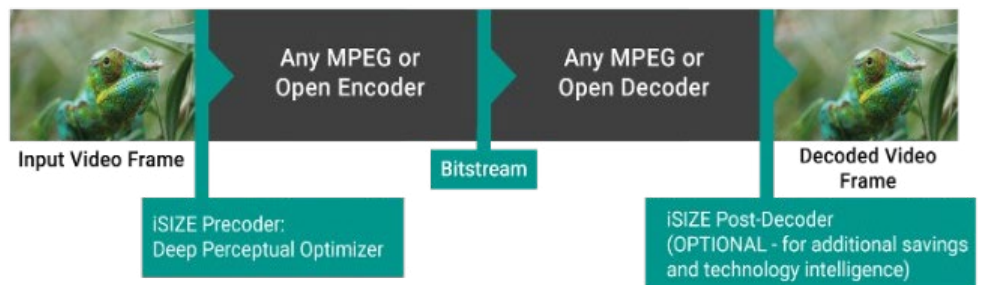 Any MPEG or
Open Encoder
Any MPEG or
Open Decoder
Input Video Frame
Bitstream
Decoded Video
Frame
iSIZE Precoder:
Deep Perceptual Optimizer
iSIZE Post-Decoder
(OPTIONAL - for additional savings
and technology intelligence)